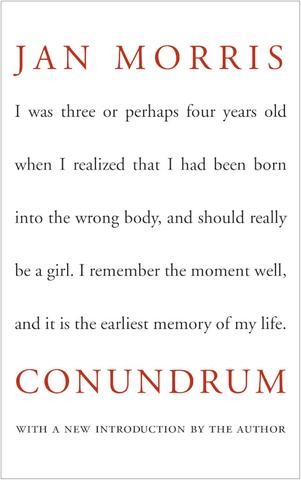 JAN MORRIS
I was three or perhaps four years old
when I realized that I had been born
into the wrong body, and should really
be a girl. I remember the moment well,
and it is the earliest memory of my life.
CONUNDRUM
WITH A NEW INTRODUCTION BY THE AUTHOR